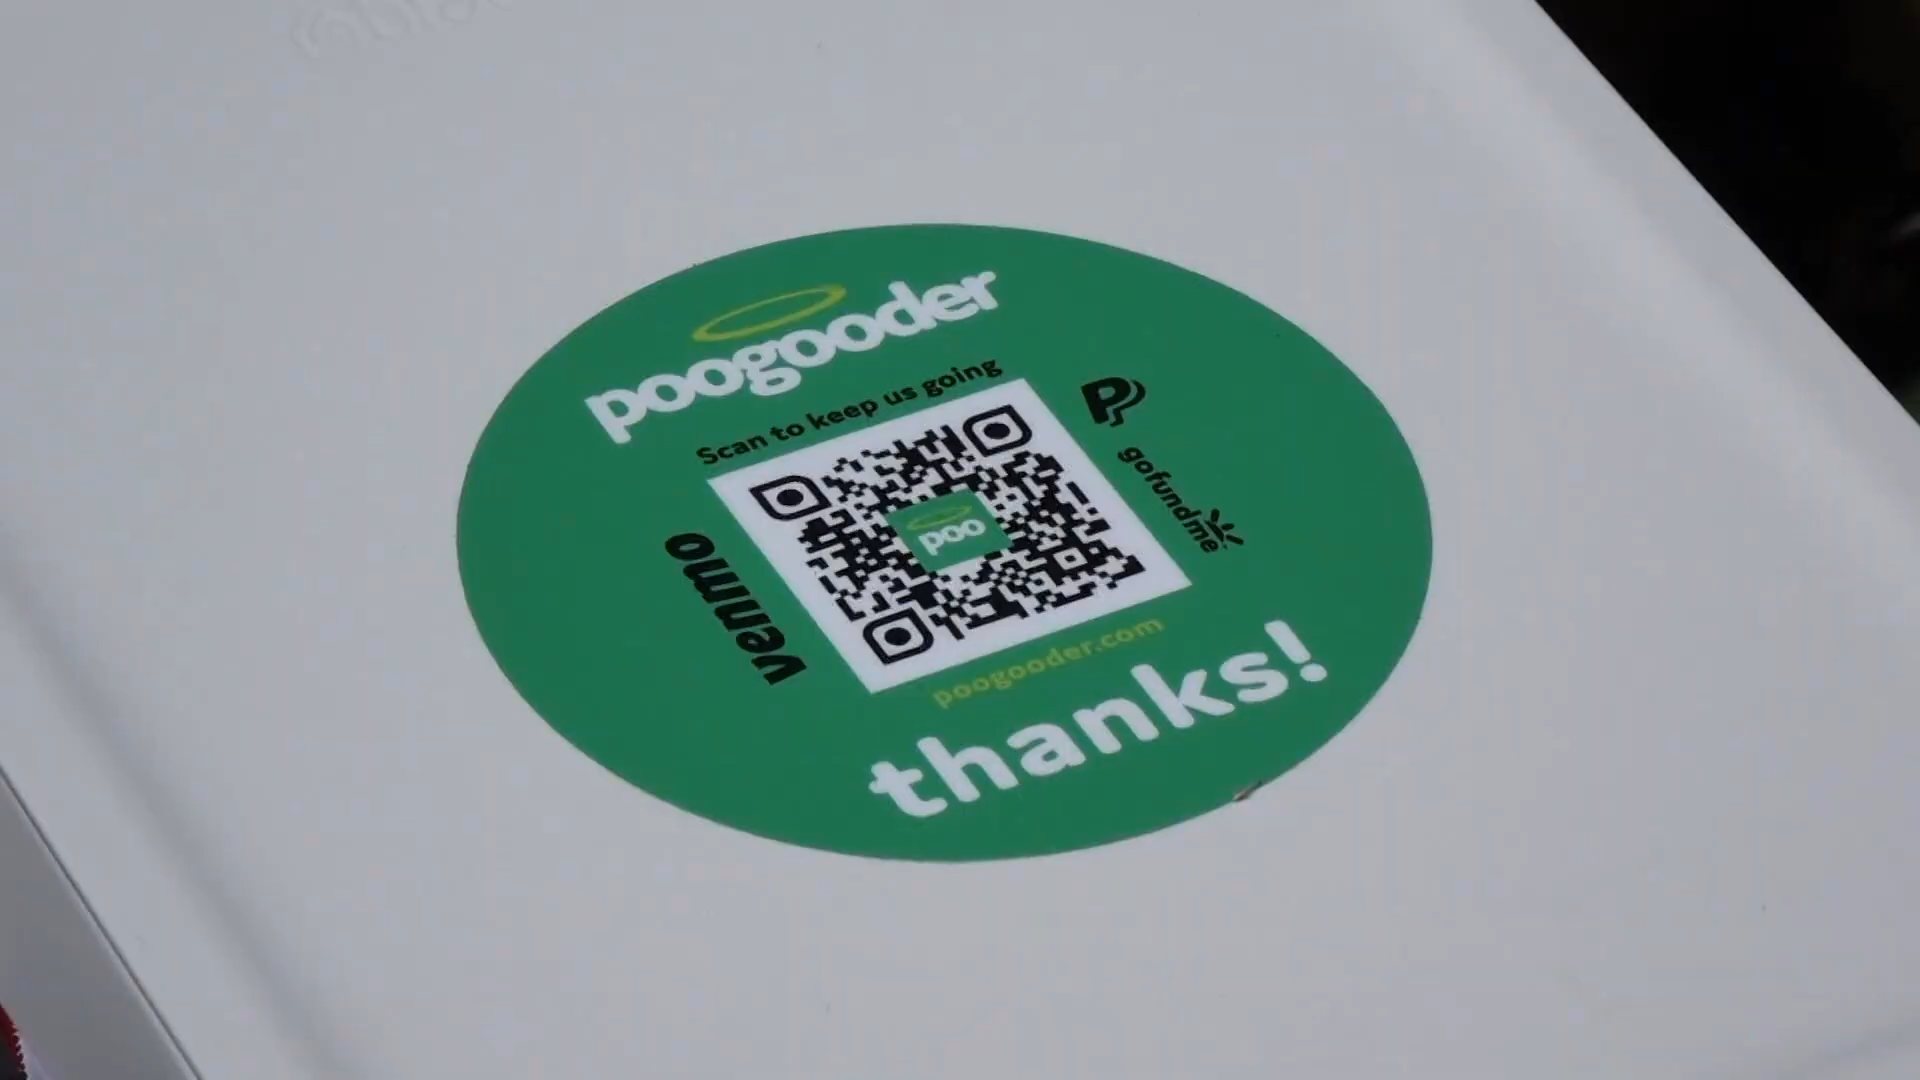 poogooder
Scan to keep us going
venmo
poo
gofundme
poogooder.com
thanks!